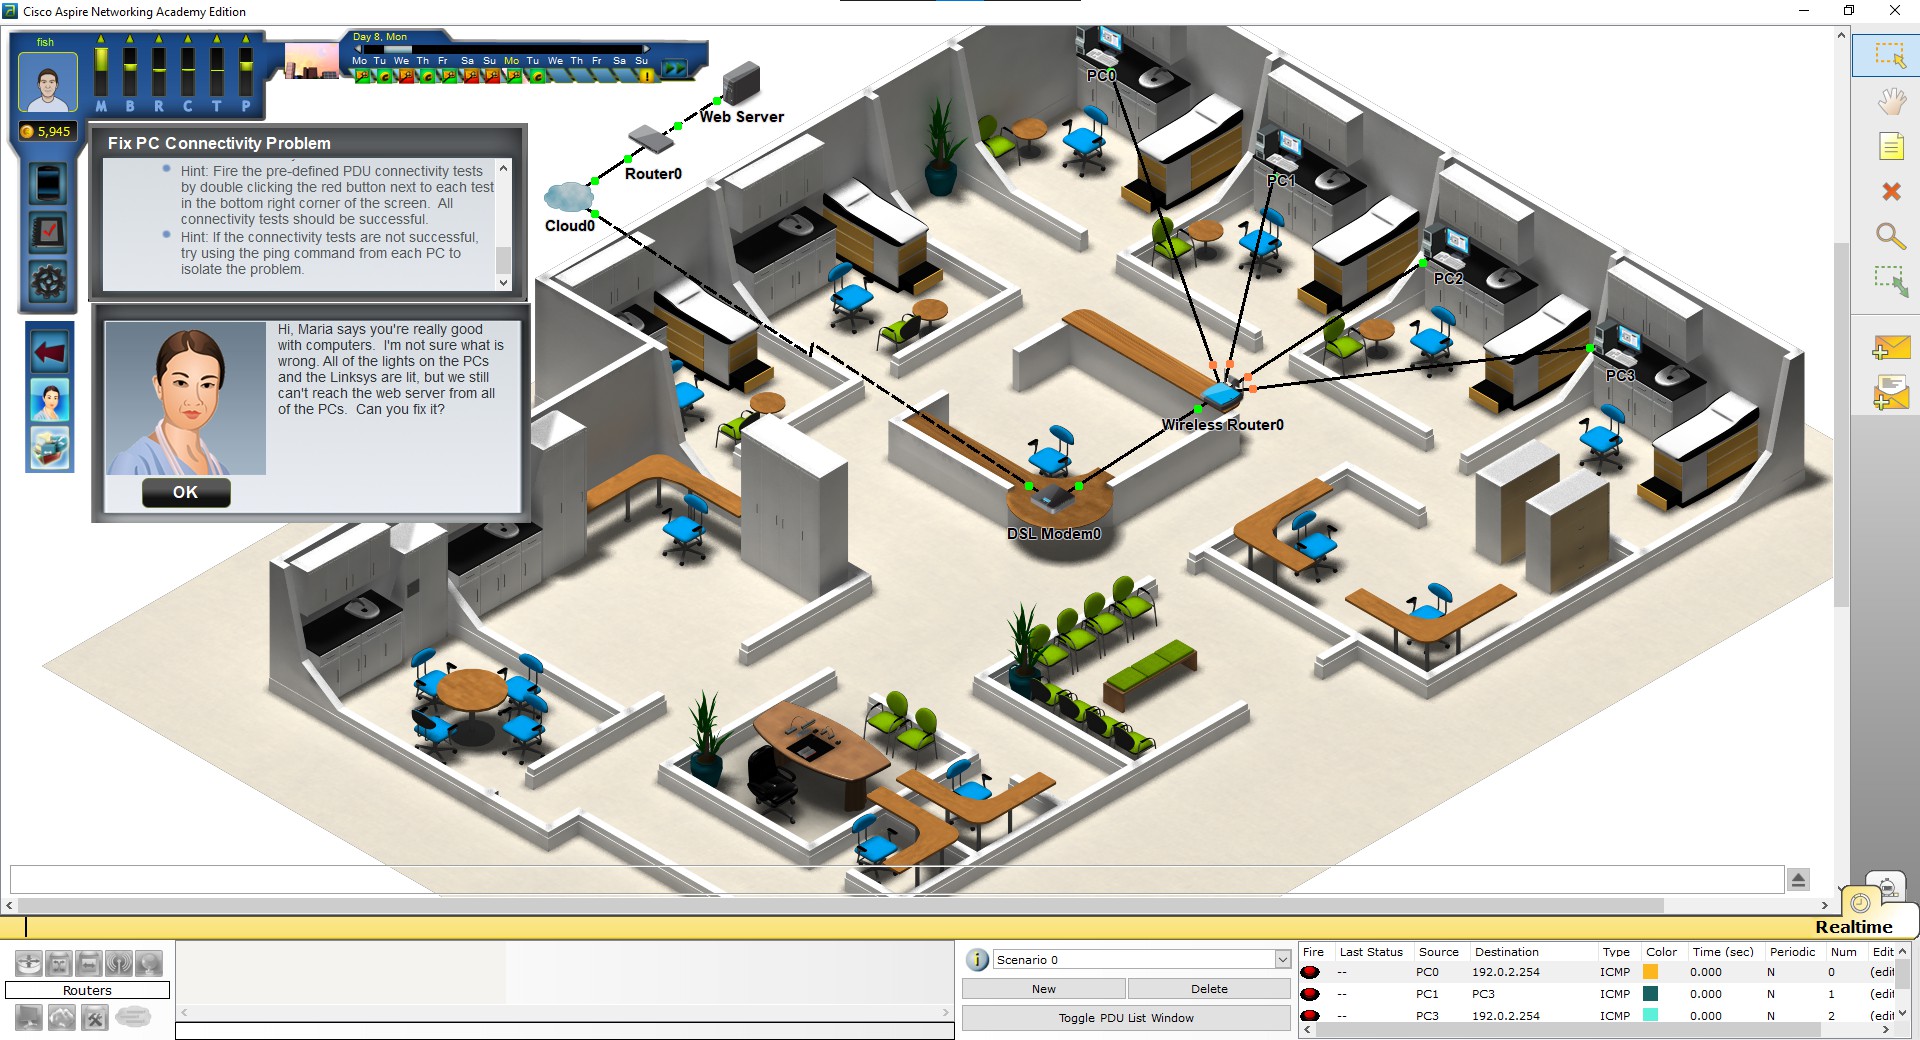 Cisco Aspire Networking Academy Edition
fish
M B R C T P
5,945
Day 8, Mon
Mo Tu We Th Fr Sa Su Mo Tu We Th Fr Sa Su
Fix PC Connectivity Problem
Hint: Fire the pre-defined PDU connectivity tests
by double clicking the red button next to each test
in the bottom right corner of the screen. All
connectivity tests should be successful.
Hint: If the connectivity tests are not successful,
try using the ping command from each PC to
isolate the problem.
Hi, Maria says you're really good
with computers. I'm not sure what is
wrong. All of the lights on the PCs
and the Linksys are lit, but we still
can't reach the web server from all
of the PCs. Can you fix it?
OK
Web Server
Router0
Cloud0
PC0
PC1
PC2
PC3
Wireless Router0
DSL Modem0
Realtime
Routers
Scenario 0
New Delete
Toggle PDU List Window
Fire Last Status Source Destination Type Color Time (sec) Periodic Num Edit
-- PC0 192.0.2.254 ICMP 0.000 N 0 (edit
-- PC1 PC3 ICMP 0.000 N 1 (edit
-- PC3 192.0.2.254 ICMP 0.000 N 2 (edit